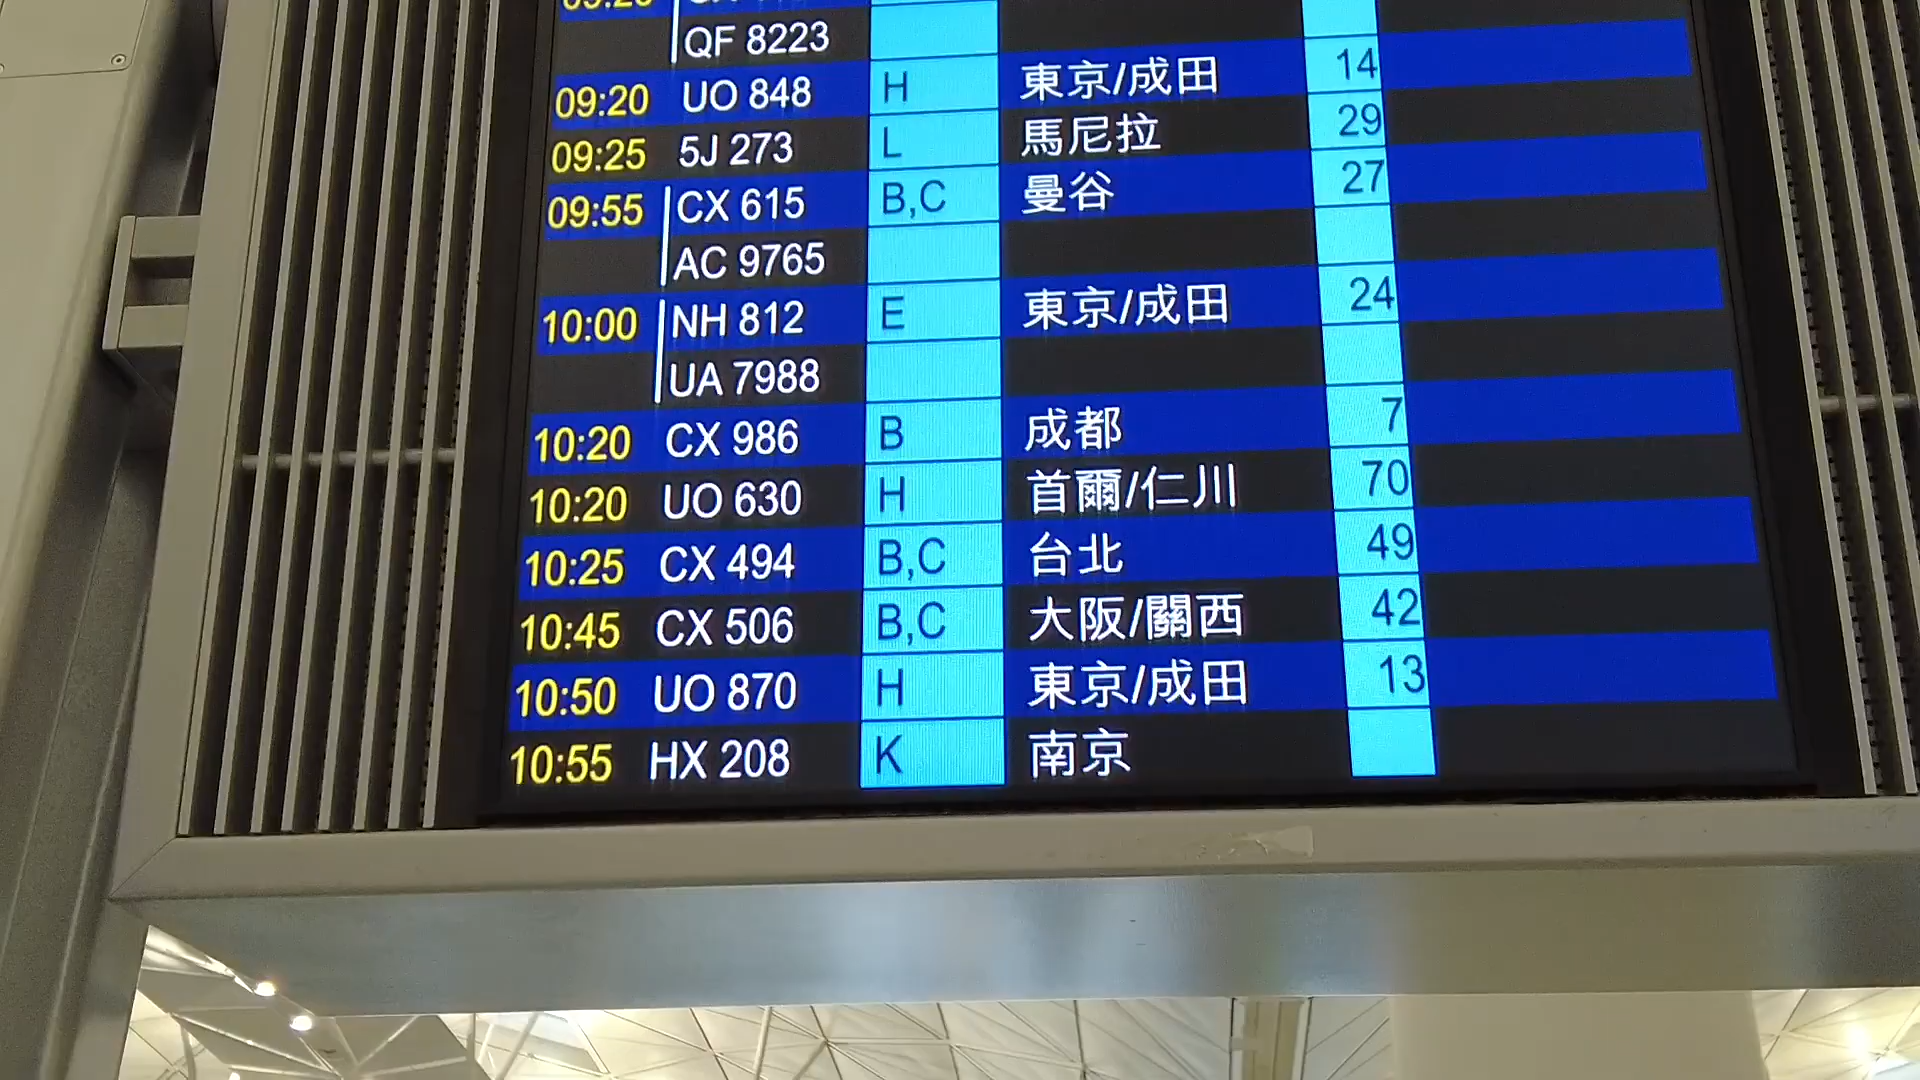 09:20
QF 8223
09:20 UO 848 H 東京/成田 14
09:25 5J 273 L 馬尼拉 29
09:55 CX 615 B,C 曼谷 27
AC 9765
10:00 NH 812 E 東京/成田 24
UA 7988
10:20 CX 986 B 成都 7
10:20 UO 630 H 首爾/仁川 70
10:25 CX 494 B,C 台北 49
10:45 CX 506 B,C 大阪/關西 42
10:50 UO 870 H 東京/成田 13
10:55 HX 208 K 南京